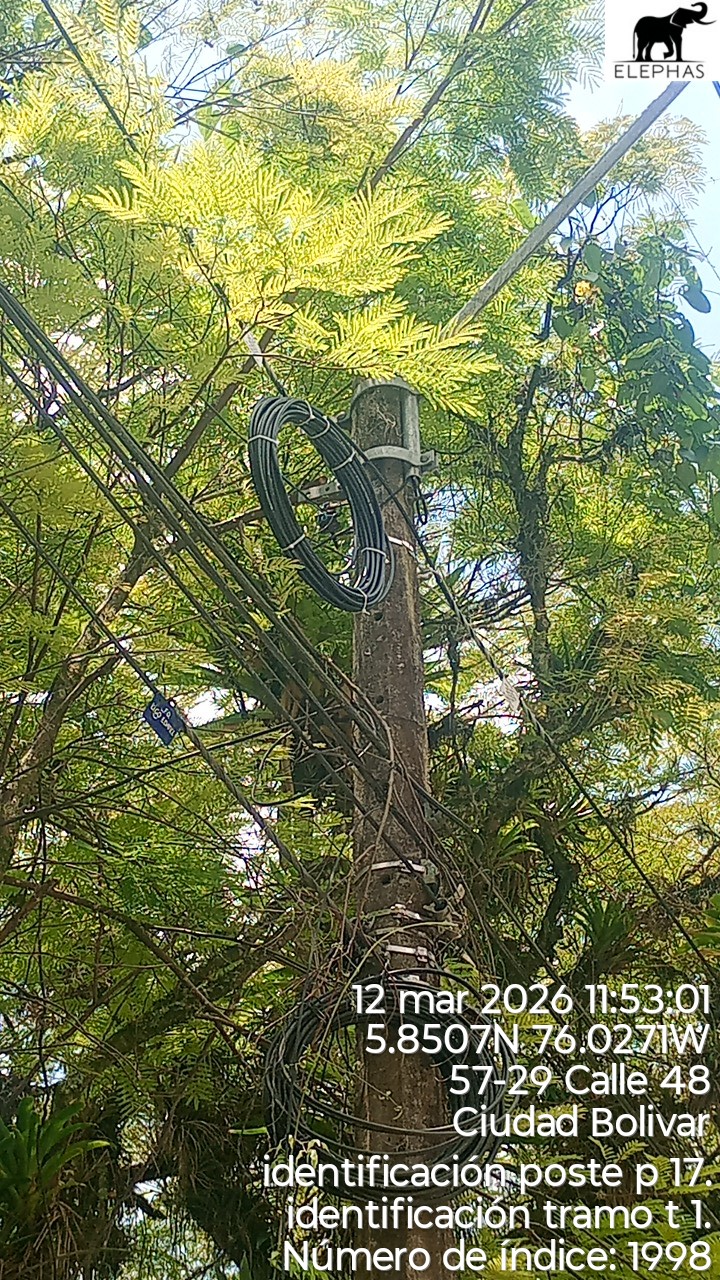 ELEPHAS
12 mar 2026 11:53:01
5.8507N 76.0271W
57-29 Calle 48
Ciudad Bolivar
identificación poste p 17.
identificación tramo t 1.
Número de índice: 1998